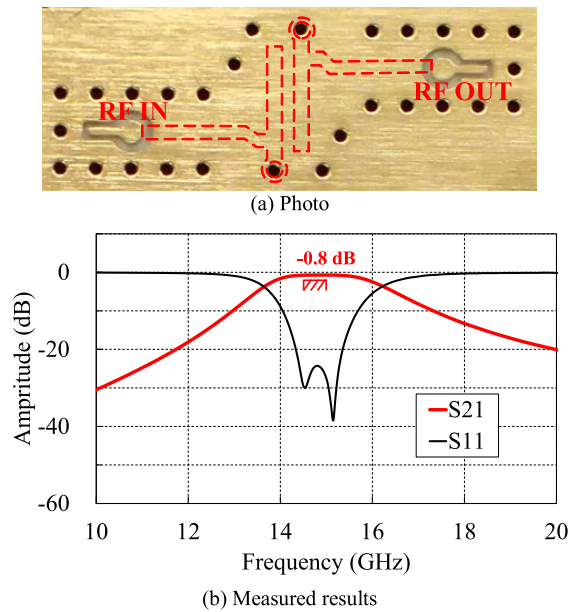 RF IN
RF OUT
(a) Photo
-0.8 dB
0
-20
-40
-60
Ampritude (dB)
S21
S11
10 12 14 16 18 20
Frequency (GHz)
(b) Measured results